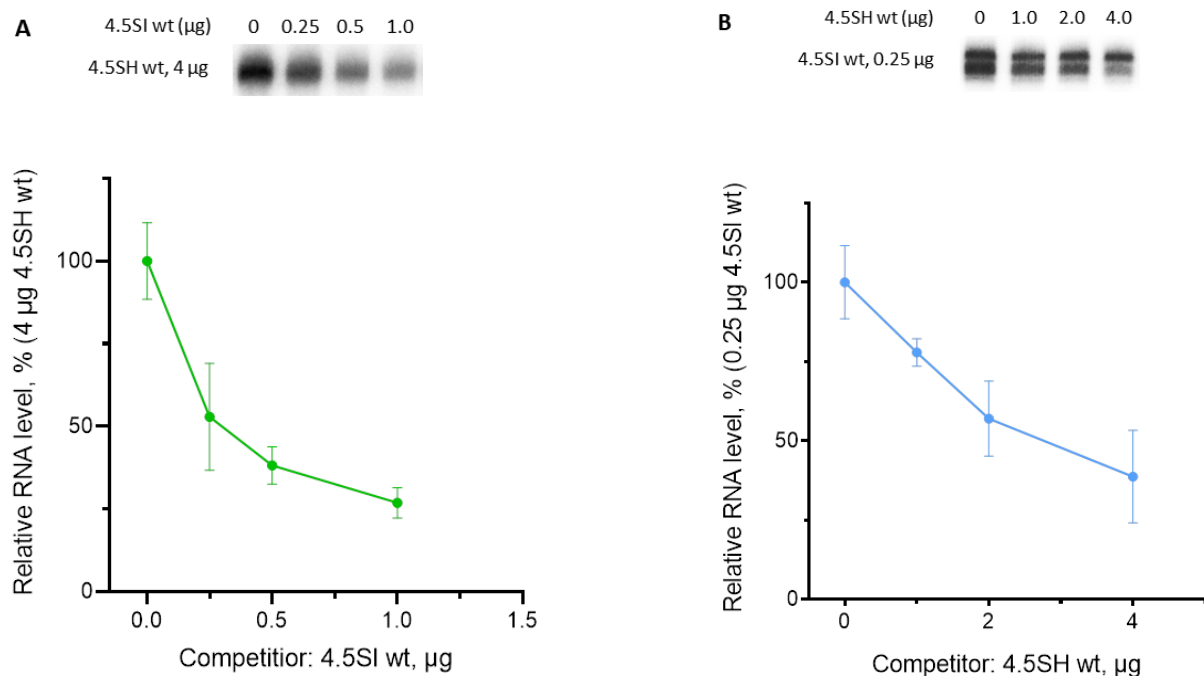 A
4.5SI wt (µg) 0 0.25 0.5 1.0
4.5SH wt, 4 µg
Relative RNA level, % (4 µg 4.5SH wt)
100
50
0
0.0 0.5 1.0 1.5
Competitior: 4.5SI wt, µg
B
4.5SH wt (µg) 0 1.0 2.0 4.0
4.5SI wt, 0.25 µg
Relative RNA level, % (0.25 µg 4.5SI wt)
100
50
0
0 2 4
Competitor: 4.5SH wt, µg